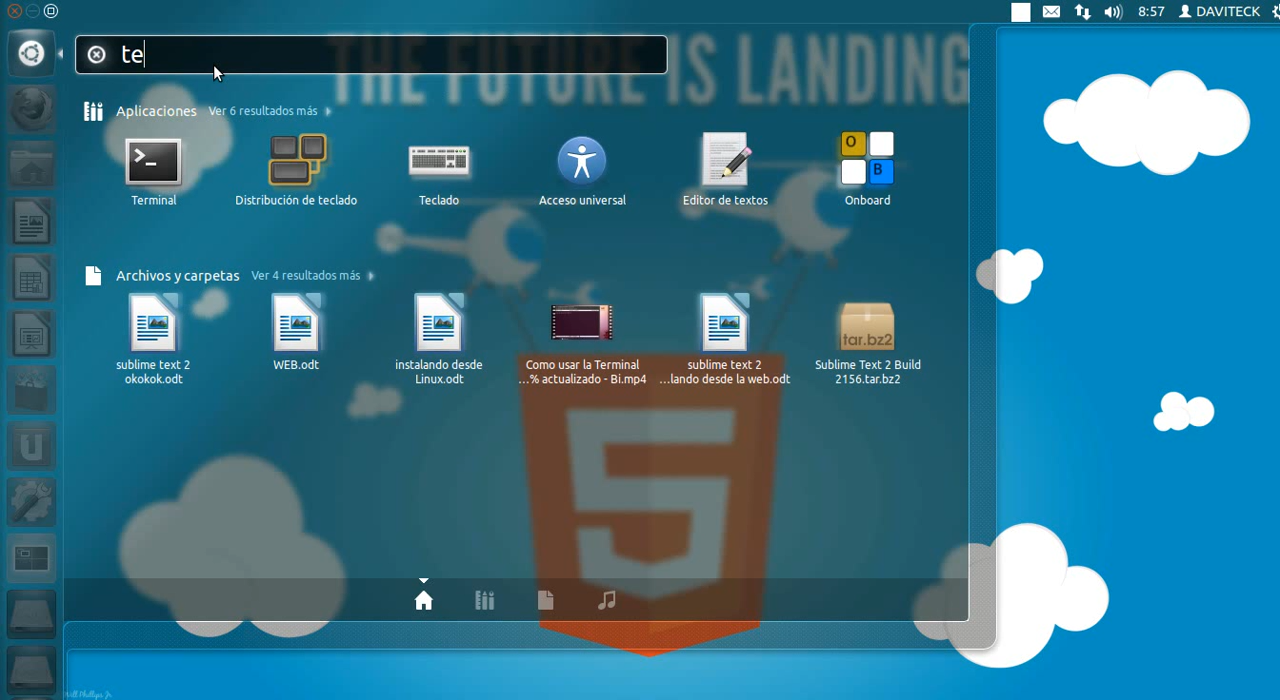 8:57 DAVITECK
te
THE FUTURE IS LANDING
Aplicaciones Ver 6 resultados más
Terminal Distribución de teclado Teclado Acceso universal Editor de textos Onboard
O
B
Archivos y carpetas Ver 4 resultados más
tar.bz2
sublime text 2 WEB.odt instalando desde Como usar la Terminal sublime text 2 Sublime Text 2 Build
okokok.odt Linux.odt ...% actualizado - Bi.mp4 ...lando desde la web.odt 2156.tar.bz2